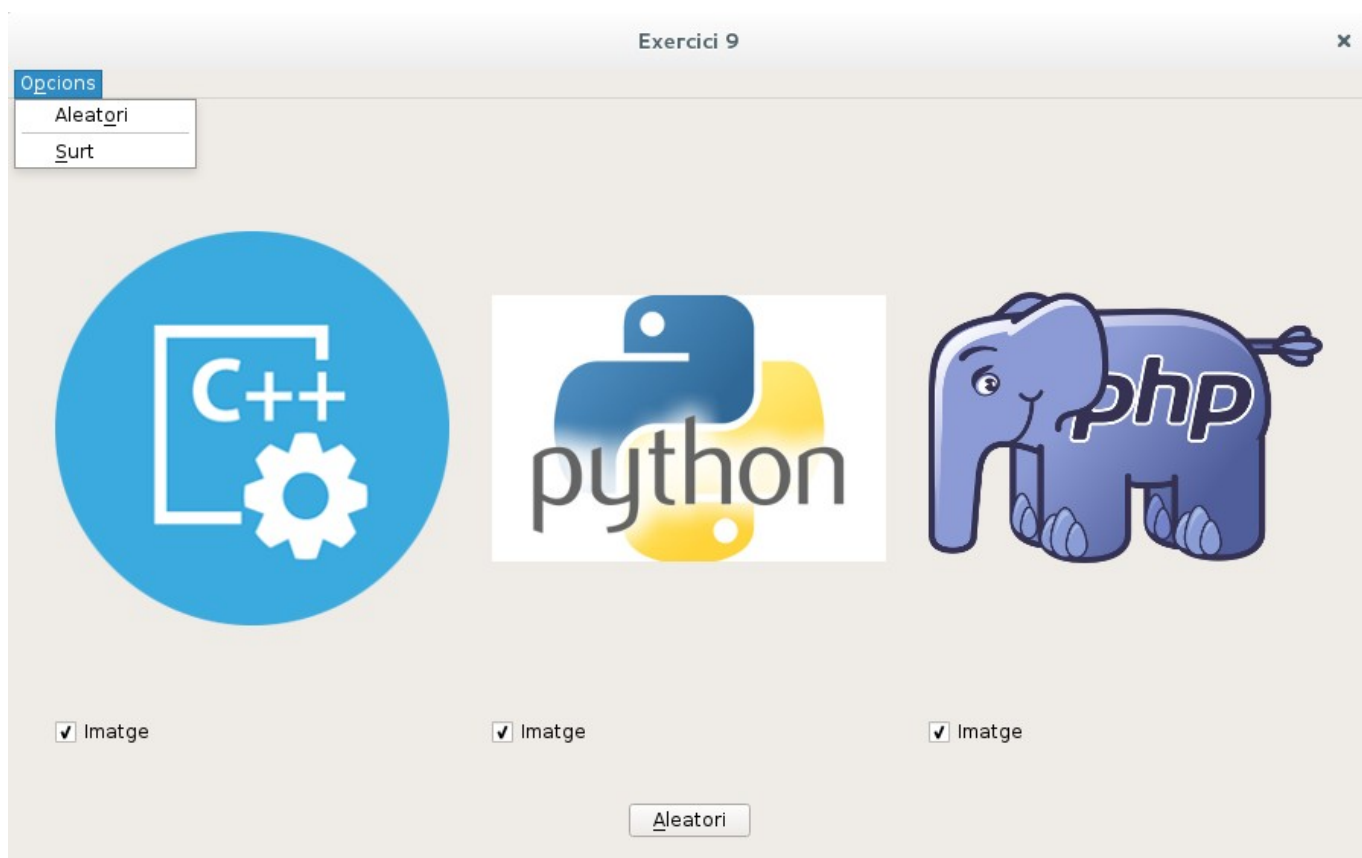 Exercici 9
Opcions
Aleatori
Surt
C++
python
php
Imatge
Imatge
Imatge
Aleatori